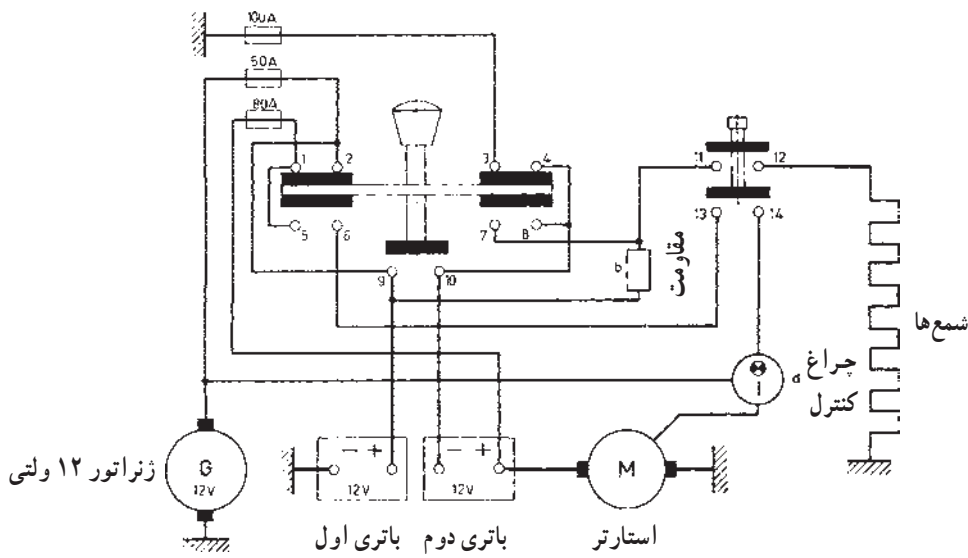 100A
50A
80A
1
2
3
4
5
6
7
8
9
10
11
12
13
14
b
مقاومت
شمع‌ها
d
چراغ
کنترل
G
12V
ژنراتور ۱۲ ولتی
- +
12V
باتری اول
- +
12V
باتری دوم
M
استارتر